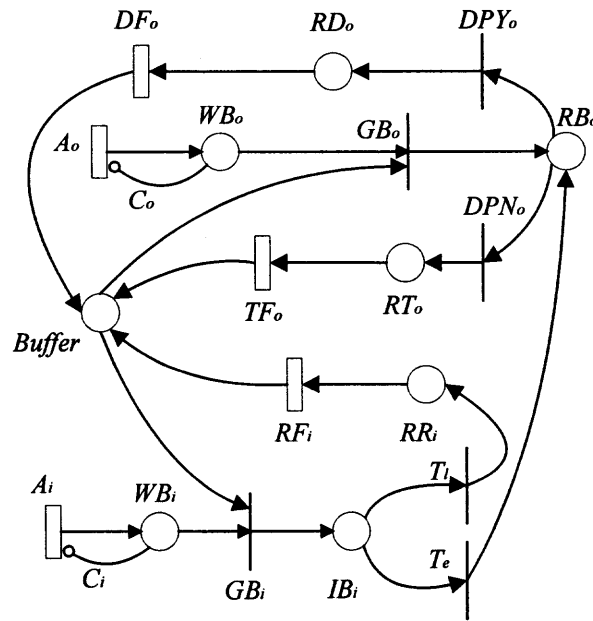 DFo
RDo
DPYo
WBo
GBo
RBo
Ao
Co
DPNo
TFo
RTo
Buffer
RFi
RRi
Ai
WBi
Tl
Ci
GBi
IBi
Te